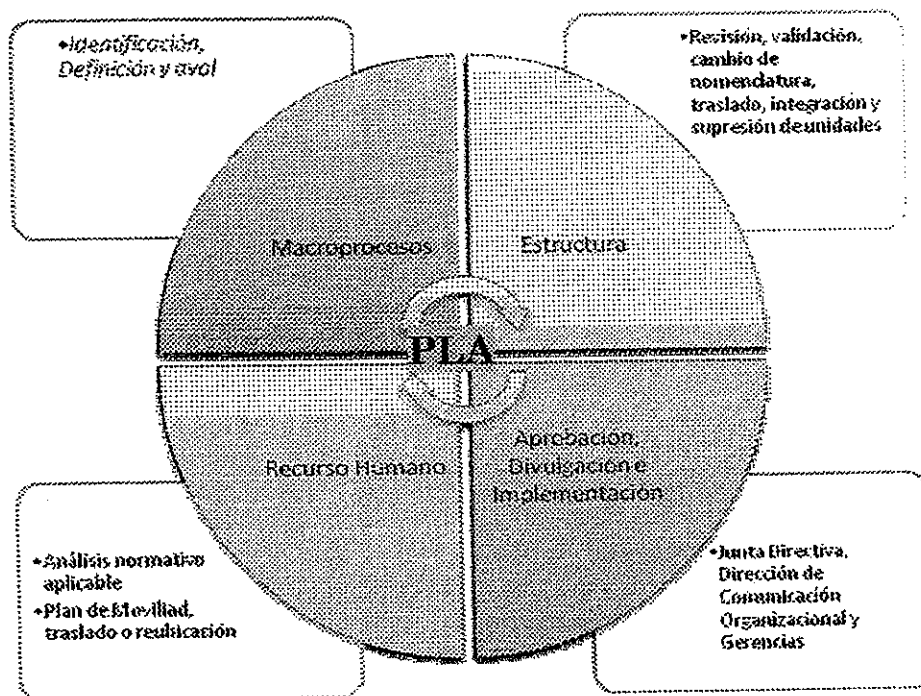 •Identificación,
Definición y aval
•Revisión, validación,
cambio de
nomenclatura,
traslado, integración y
supresión de unidades
Macroprocesos
Estructura
PLA
Recurso Humano
Aprobación,
Divulgación e
Implementación
•Análisis normativo
aplicable
•Plan de Moviliad,
traslado o reubicación
•Junta Directiva,
Dirección de
Comunicación
Organizacional y
Gerencias